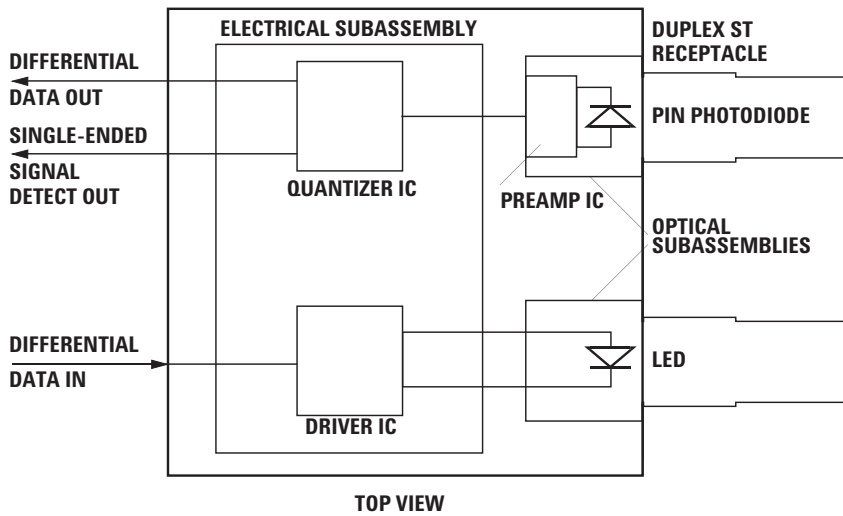 ELECTRICAL SUBASSEMBLY
DUPLEX ST
RECEPTACLE
DIFFERENTIAL
DATA OUT
SINGLE-ENDED
SIGNAL
DETECT OUT
QUANTIZER IC
PREAMP IC
PIN PHOTODIODE
OPTICAL
SUBASSEMBLIES
DIFFERENTIAL
DATA IN
DRIVER IC
LED
TOP VIEW